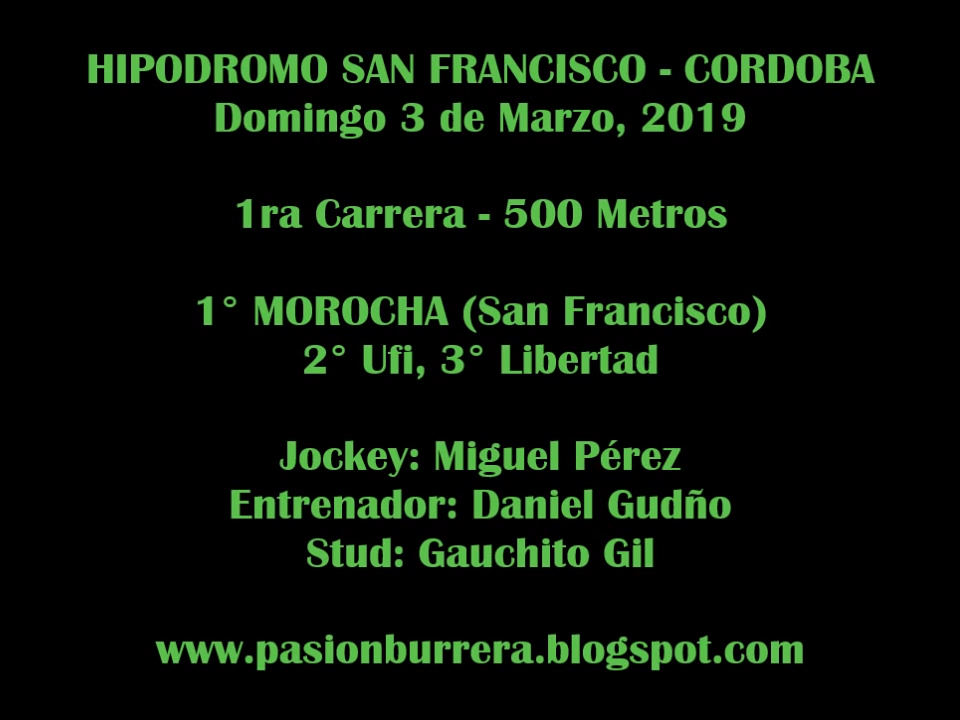 HIPODROMO SAN FRANCISCO - CORDOBA
Domingo 3 de Marzo, 2019
1ra Carrera - 500 Metros
1° MOROCHA (San Francisco)
2° Ufi, 3° Libertad
Jockey: Miguel Pérez
Entrenador: Daniel Gudño
Stud: Gauchito Gil
www.pasionburrera.blogspot.com